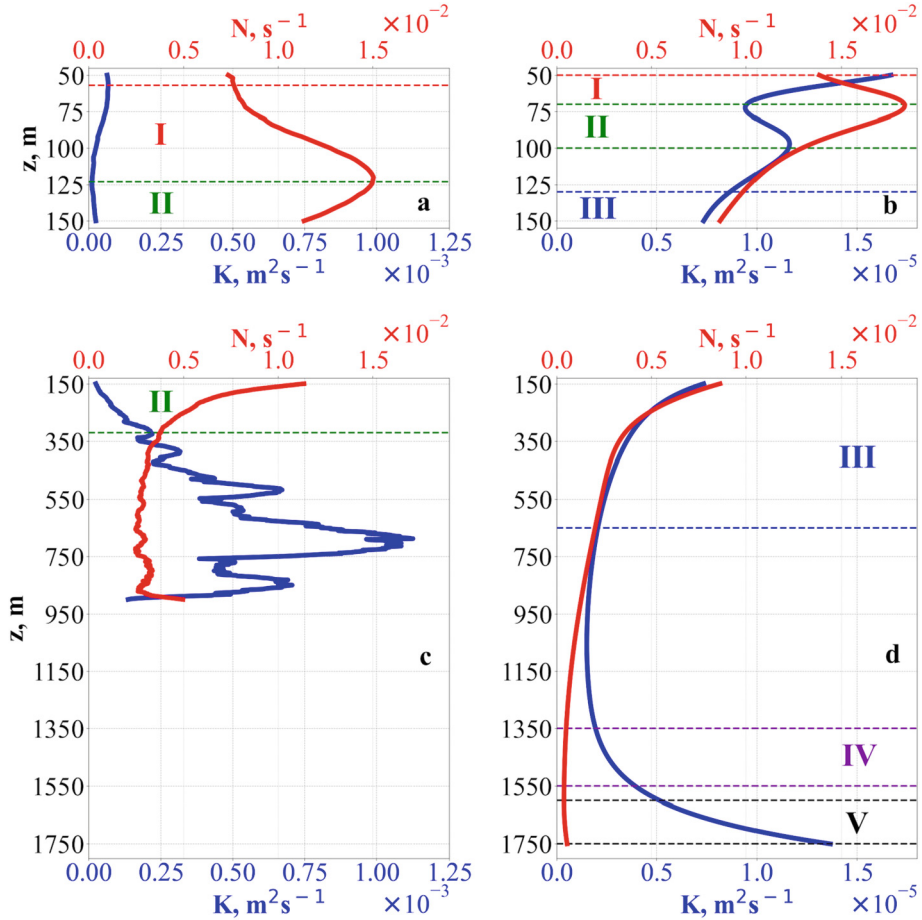 N, s⁻¹ ×10⁻²
0.0 0.5 1.0 1.5
50
75
100
125
150
z, m
I
II
a
0.00 0.25 0.50 0.75 1.00 1.25
K, m²s⁻¹ ×10⁻³
N, s⁻¹ ×10⁻²
0.0 0.5 1.0 1.5
50
75
100
125
150
I
II
III
b
0.0 0.5 1.0 1.5
K, m²s⁻¹ ×10⁻⁵
N, s⁻¹ ×10⁻²
0.0 0.5 1.0 1.5
150
350
550
750
950
1150
1350
1550
1750
z, m
II
c
0.00 0.25 0.50 0.75 1.00 1.25
K, m²s⁻¹ ×10⁻³
N, s⁻¹ ×10⁻²
0.0 0.5 1.0 1.5
150
350
550
750
950
1150
1350
1550
1750
III
d
IV
V
0.0 0.5 1.0 1.5
K, m²s⁻¹ ×10⁻⁵